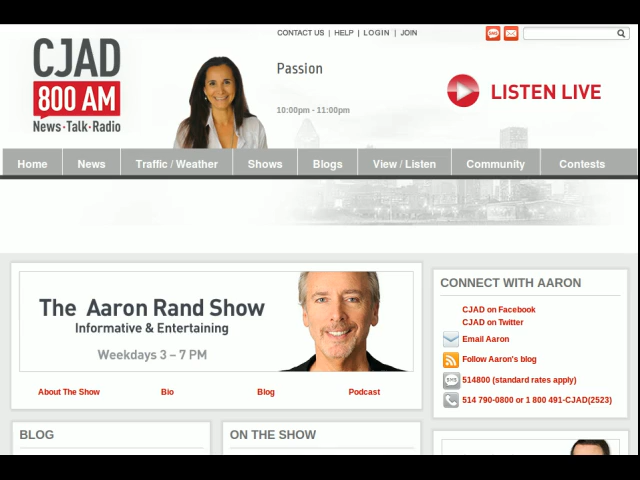 CONTACT US | HELP | LOGIN | JOIN
SMS
CJAD
800 AM
News·Talk·Radio
Passion
10:00pm - 11:00pm
LISTEN LIVE
Home News Traffic / Weather Shows Blogs View / Listen Community Contests
The Aaron Rand Show
Informative & Entertaining
Weekdays 3 – 7 PM
About The Show Bio Blog Podcast
CONNECT WITH AARON
CJAD on Facebook
CJAD on Twitter
Email Aaron
Follow Aaron's blog
SMS 514800 (standard rates apply)
514 790-0800 or 1 800 491-CJAD(2523)
BLOG
ON THE SHOW